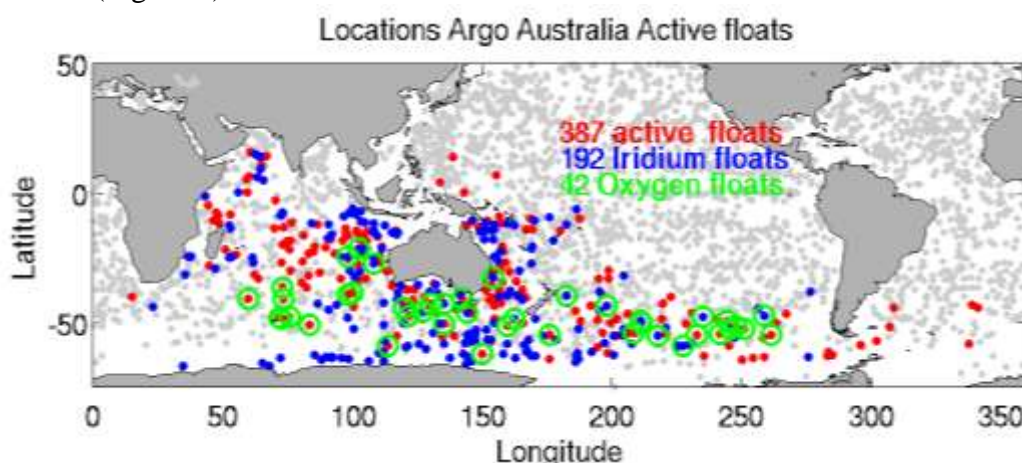 Locations Argo Australia Active floats
387 active floats
192 Iridium floats
42 Oxygen floats
Latitude
50
0
-50
0
50
100
150
200
250
300
350
Longitude